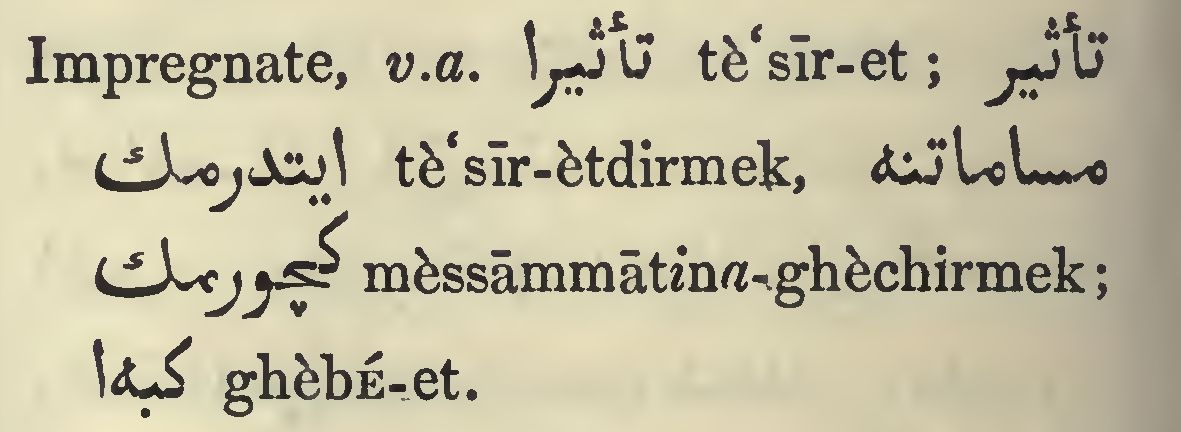 Impregnate, v.a. تأثيرا tè‘sīr-et ; تأثير
ايتدرمك tè‘sīr-ètdirmek, مساماتنه
كچورمك mèssāmmātina-ghèchirmek ;
كبه‌ا ghèbÉ-et.